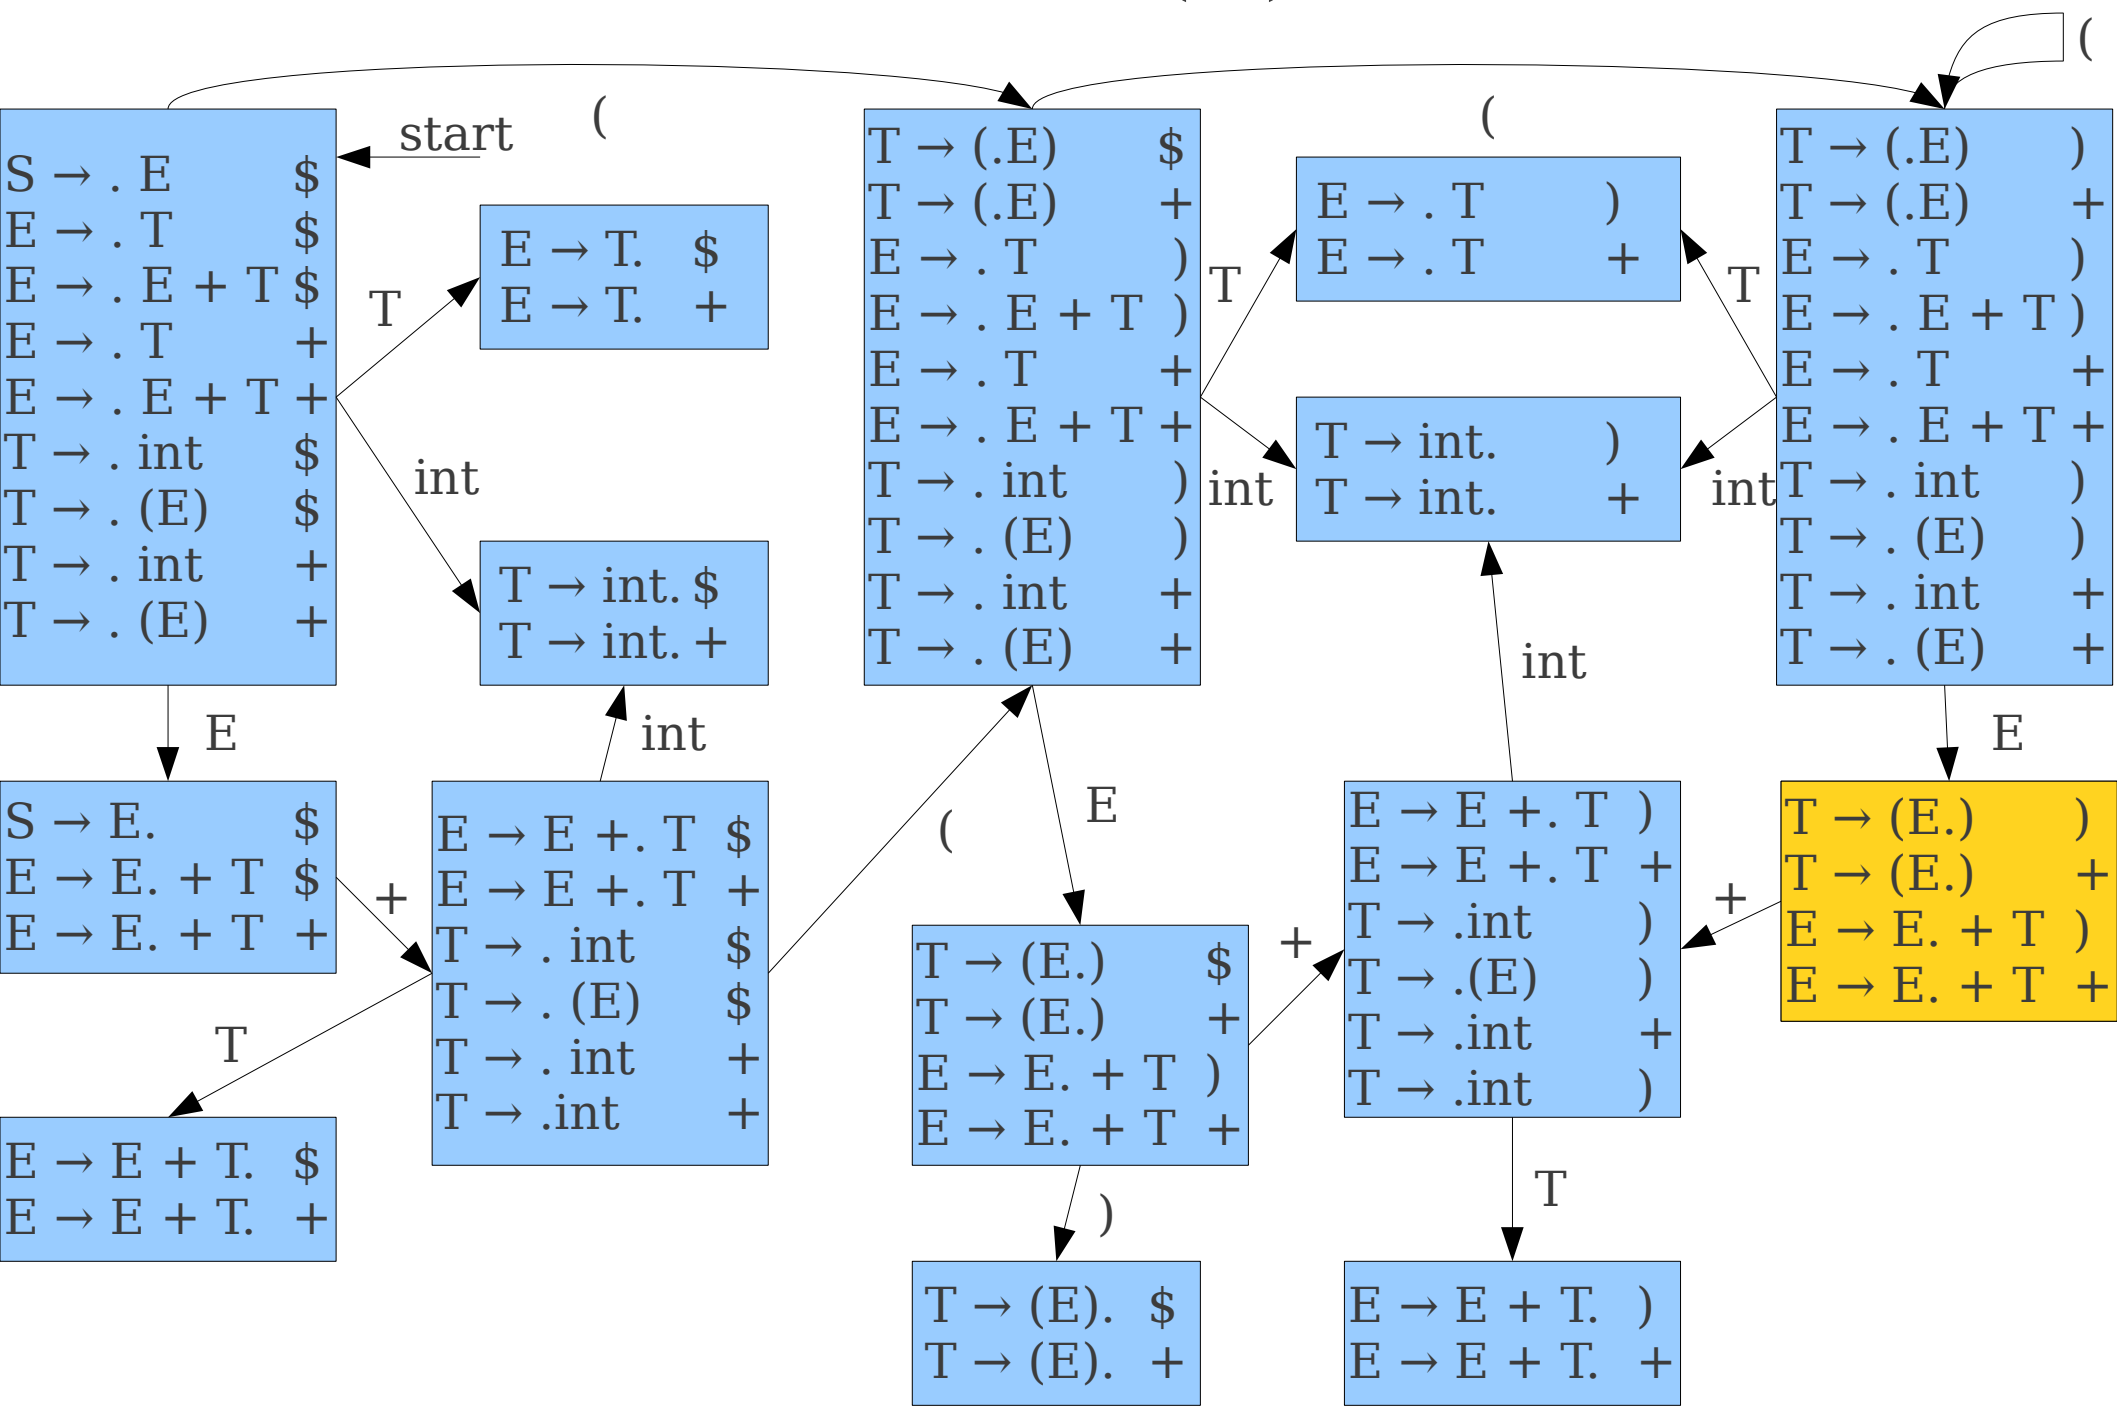 (
start
(
(
S → . E $
E → . T $
E → . E + T $
E → . T +
E → . E + T +
T → . int $
T → . (E) $
T → . int +
T → . (E) +
T
E → T. $
E → T. +
int
T → int. $
T → int. +
T → (.E) $
T → (.E) +
E → . T )
E → . E + T )
E → . T +
E → . E + T +
T → . int )
T → . (E) )
T → . int +
T → . (E) +
T
E → . T )
E → . T +
T
int
T → int. )
T → int. +
int
T → (.E) )
T → (.E) +
E → . T )
E → . E + T )
E → . T +
E → . E + T +
T → . int )
T → . (E) )
T → . int +
T → . (E) +
E
int
int
E
S → E. $
E → E. + T $
E → E. + T +
+
E → E +. T $
E → E +. T +
T → . int $
T → . (E) $
T → . int +
T → .int +
(
E
E → E +. T )
E → E +. T +
T → .int )
T → .(E) )
T → .int +
T → .int )
+
T → (E.) )
T → (E.) +
E → E. + T )
E → E. + T +
T
T → (E.) $
T → (E.) +
E → E. + T )
E → E. + T +
+
E → E + T. $
E → E + T. +
)
T
T → (E). $
T → (E). +
E → E + T. )
E → E + T. +